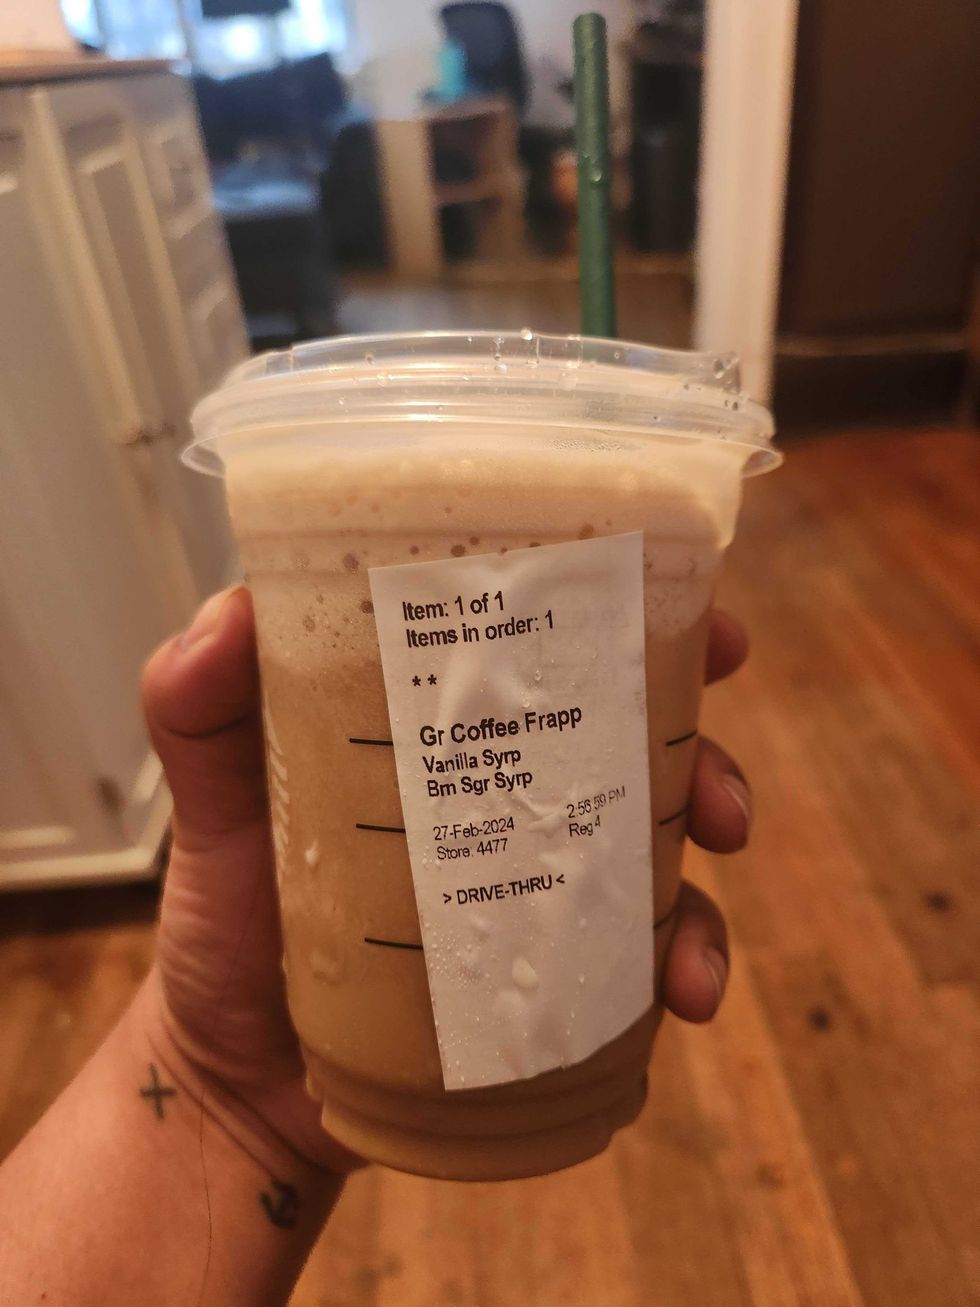 Item: 1 of 1
Items in order: 1
* *
Gr Coffee Frapp
Vanilla Syrp
Brn Sgr Syrp
27-Feb-2024 2:56:59 PM
Store: 4477 Reg 4
> DRIVE-THRU <